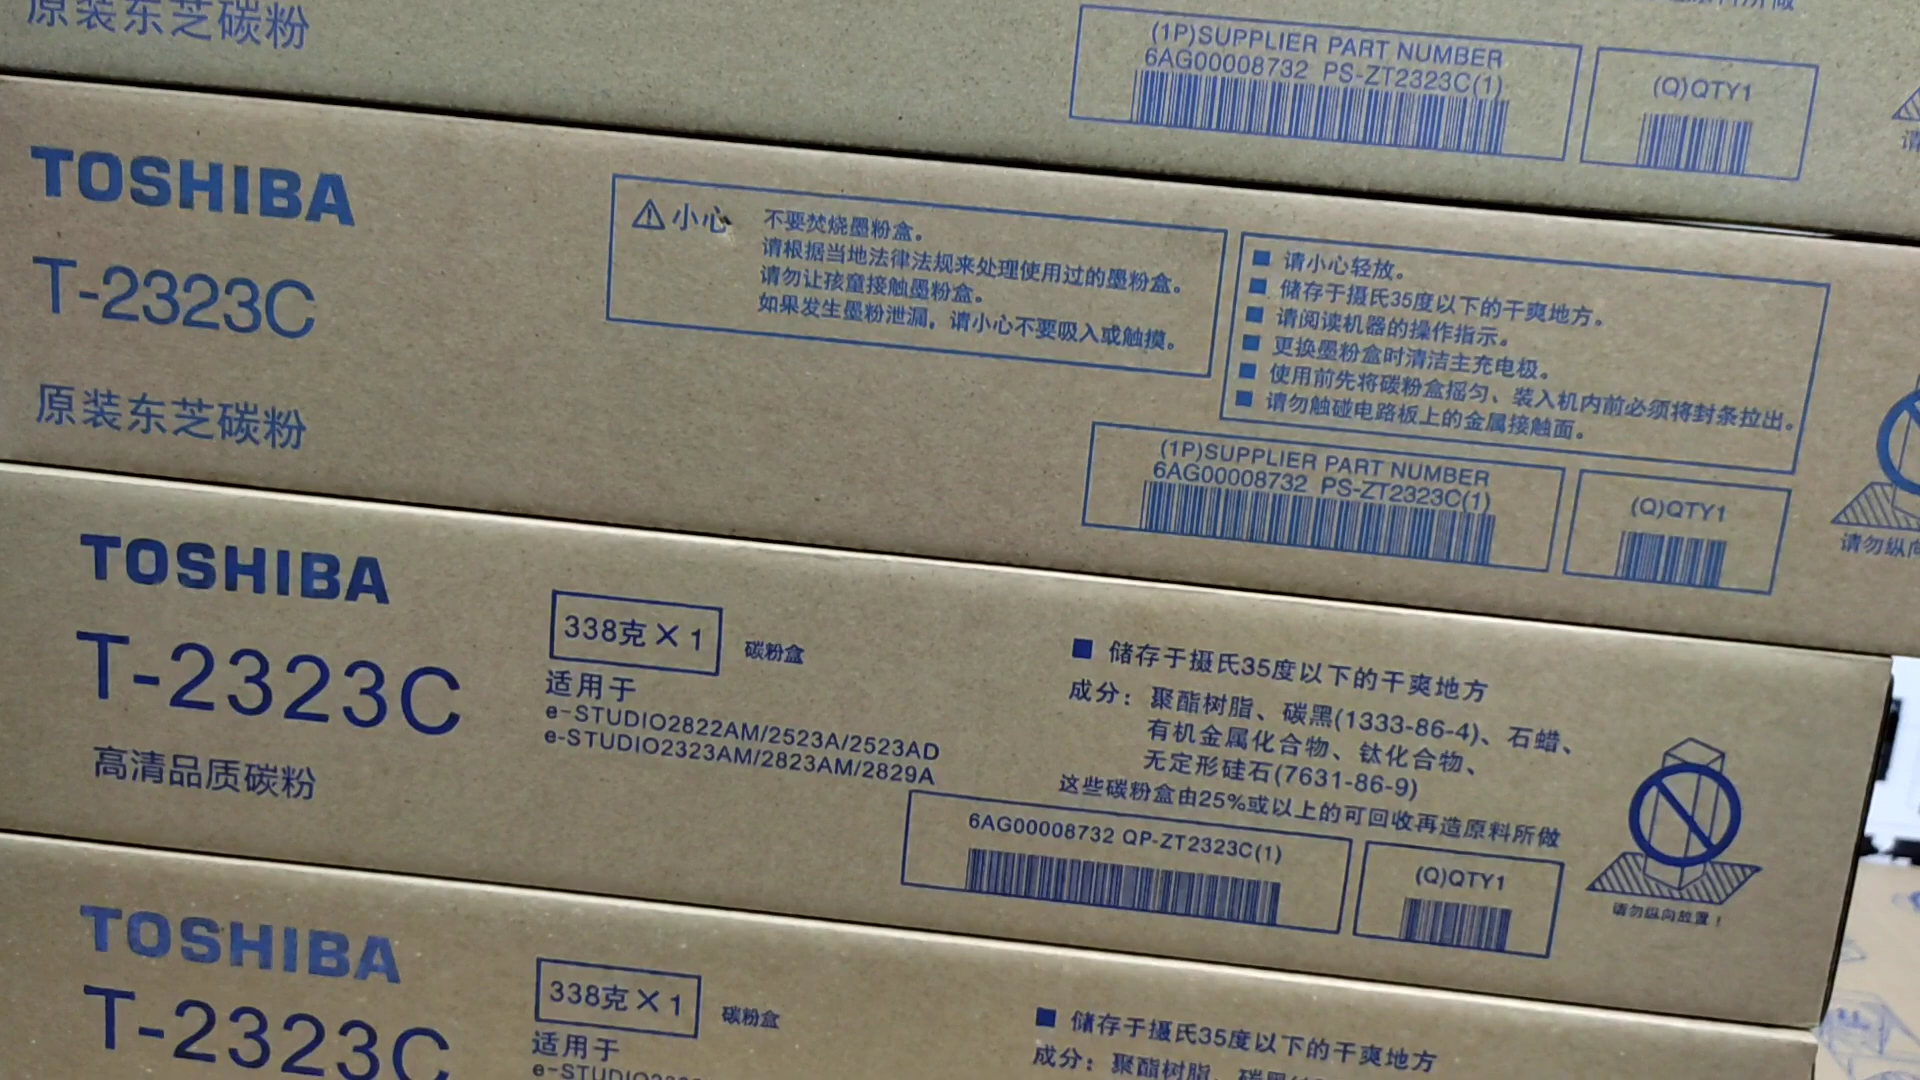 原装东芝碳粉
(1P)SUPPLIER PART NUMBER
6AG00008732 PS-ZT2323C(1)
(Q)QTY1
TOSHIBA
T-2323C
原装东芝碳粉
小心
不要焚烧墨粉盒。
请根据当地法律法规来处理使用过的墨粉盒。
请勿让孩童接触墨粉盒。
如果发生墨粉泄漏，请小心不要吸入或触摸。
■ 请小心轻放。
■ 储存于摄氏35度以下的干爽地方。
■ 请阅读机器的操作指示。
■ 更换墨粉盒时清洁主充电极。
■ 使用前先将碳粉盒摇匀、装入机内前必须将封条拉出。
■ 请勿触碰电路板上的金属接触面。
(1P)SUPPLIER PART NUMBER
6AG00008732 PS-ZT2323C(1)
(Q)QTY1
请勿纵向
TOSHIBA
T-2323C
高清品质碳粉
338克×1
碳粉盒
适用于
e-STUDIO2822AM/2523A/2523AD
e-STUDIO2323AM/2823AM/2829A
■ 储存于摄氏35度以下的干爽地方
成分：聚酯树脂、碳黑(1333-86-4)、石蜡、
有机金属化合物、钛化合物、
无定形硅石(7631-86-9)
这些碳粉盒由25%或以上的可回收再造原料所做
6AG00008732 QP-ZT2323C(1)
(Q)QTY1
请勿纵向放置！
TOSHIBA
T-2323C
338克×1
碳粉盒
适用于
■ 储存于摄氏35度以下的干爽地方
成分：聚酯树脂、碳黑